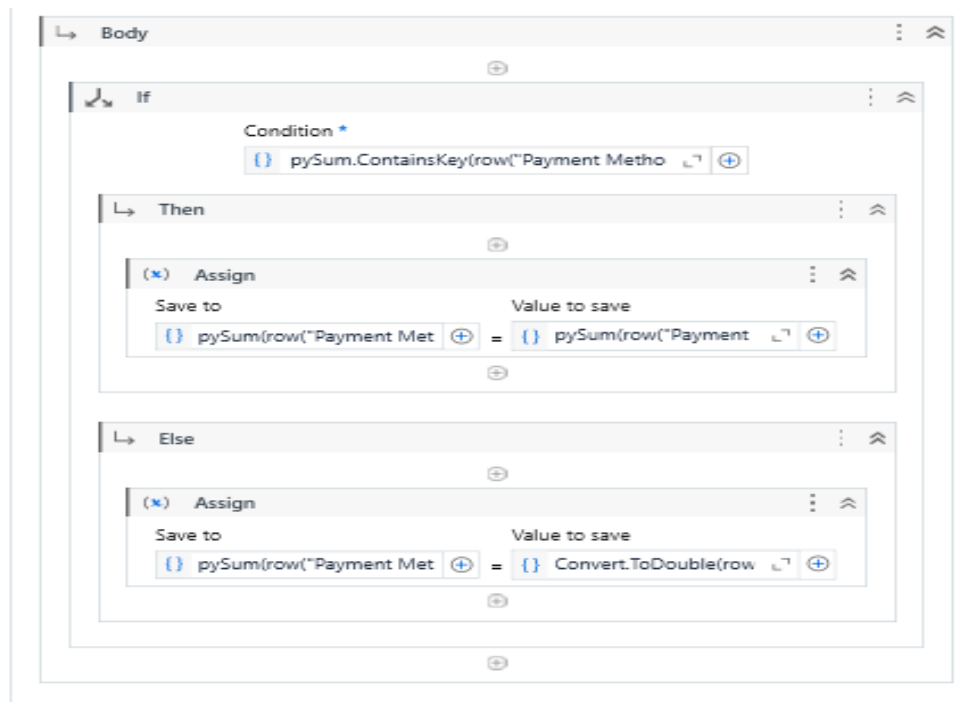 Body
If
Condition *
{} pySum.ContainsKey(row("Payment Metho
Then
(x) Assign
Save to Value to save
{} pySum(row("Payment Met = {} pySum(row("Payment
Else
(x) Assign
Save to Value to save
{} pySum(row("Payment Met = {} Convert.ToDouble(row